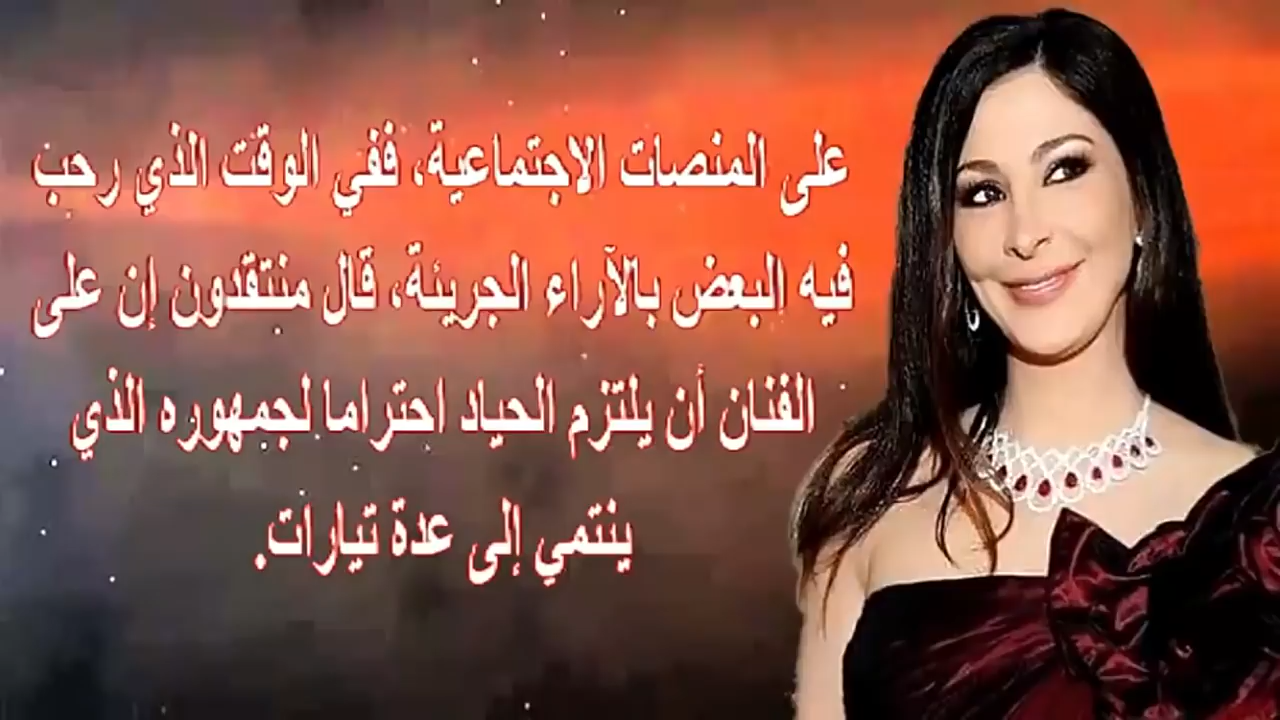 على المنصات الاجتماعية، ففي الوقت الذي رحب
فيه البعض بالآراء الجريئة، قال منتقدون إن على
الفنان أن يلتزم الحياد احتراما لجمهوره الذي
ينتمي إلى عدة تيارات.